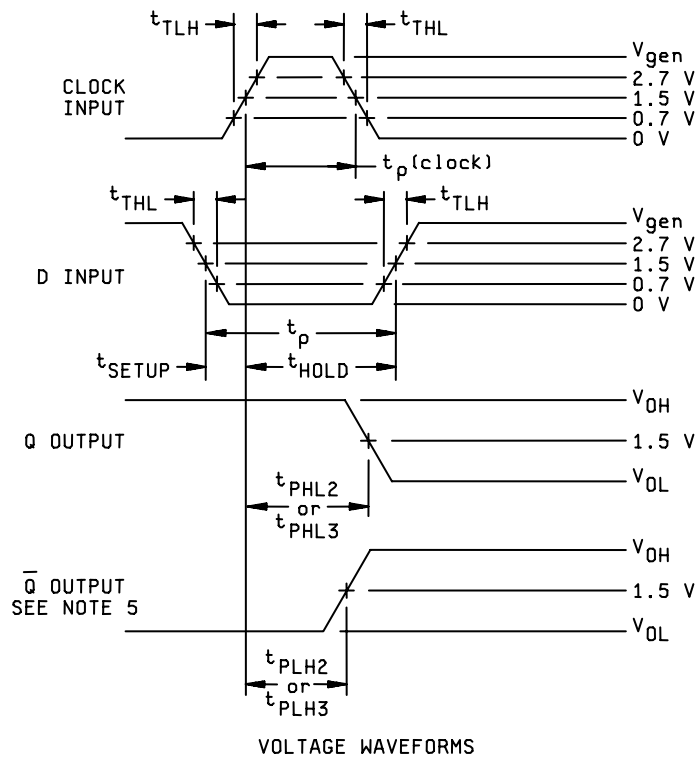 tTLH tTHL
CLOCK INPUT
Vgen
2.7 V
1.5 V
0.7 V
0 V
tp(clock)
tTHL tTLH
D INPUT
Vgen
2.7 V
1.5 V
0.7 V
0 V
tp
tSETUP tHOLD
Q OUTPUT
VOH
1.5 V
VOL
tPHL2
or
tPHL3
Q̅ OUTPUT
SEE NOTE 5
VOH
1.5 V
VOL
tPLH2
or
tPLH3
VOLTAGE WAVEFORMS